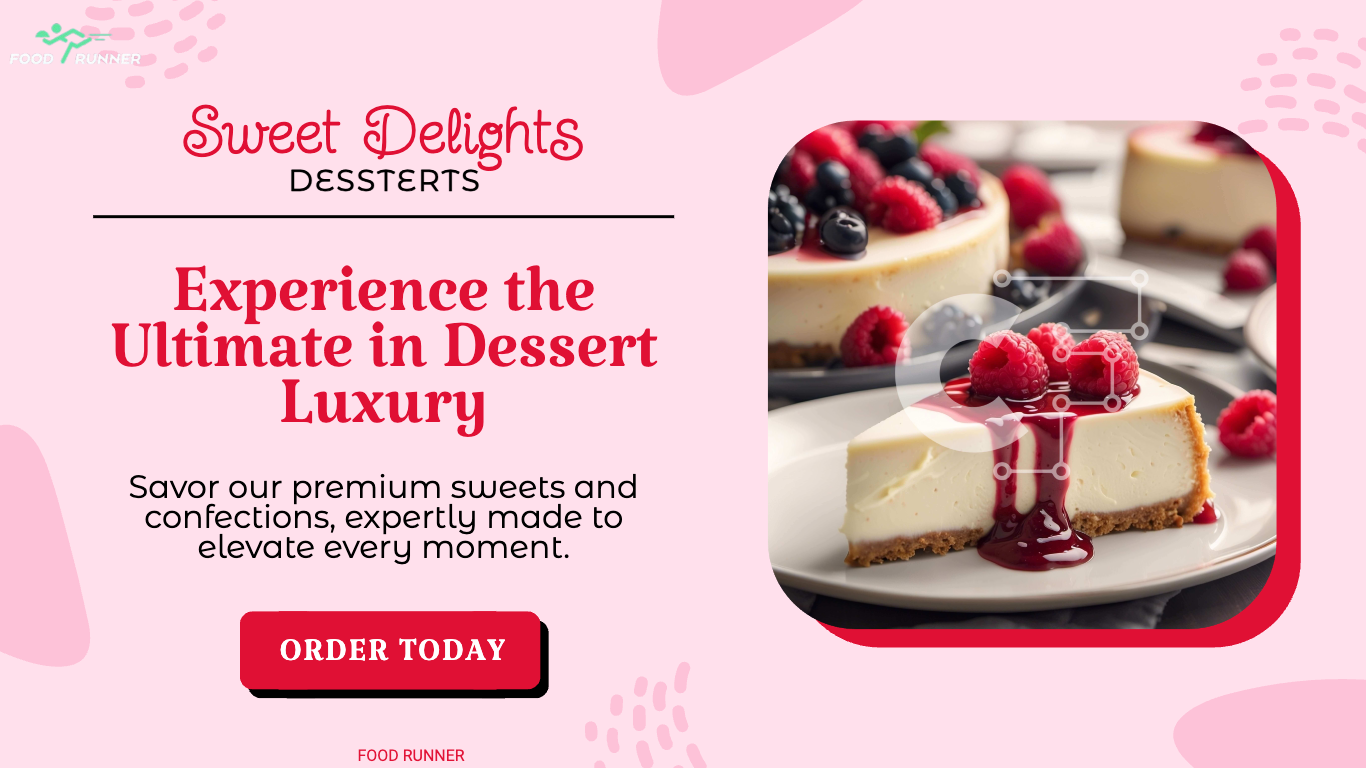 FOOD RUNNER
Sweet Delights
DESSTERTS
Experience the
Ultimate in Dessert
Luxury
Savor our premium sweets and
confections, expertly made to
elevate every moment.
ORDER TODAY
FOOD RUNNER